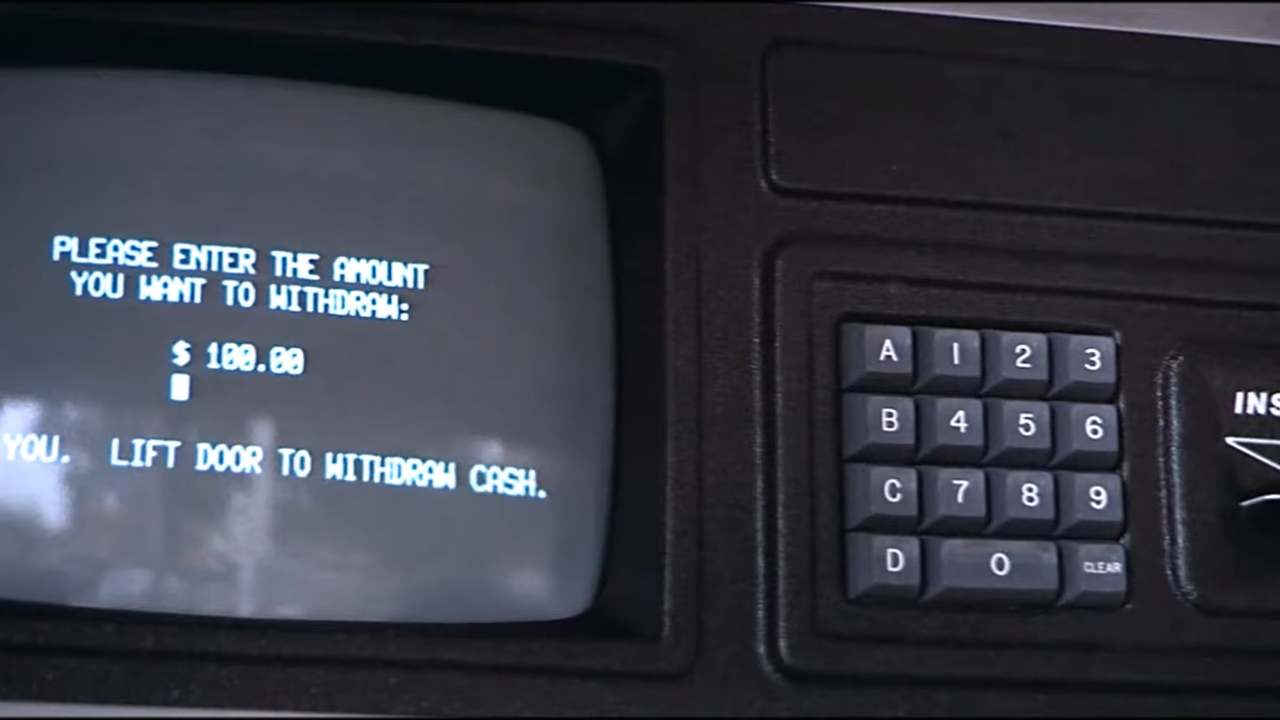 PLEASE ENTER THE AMOUNT
YOU WANT TO WITHDRAW:
$ 100.00
YOU. LIFT DOOR TO WITHDRAW CASH.
A 1 2 3
B 4 5 6
C 7 8 9
D 0 CLEAR
INS